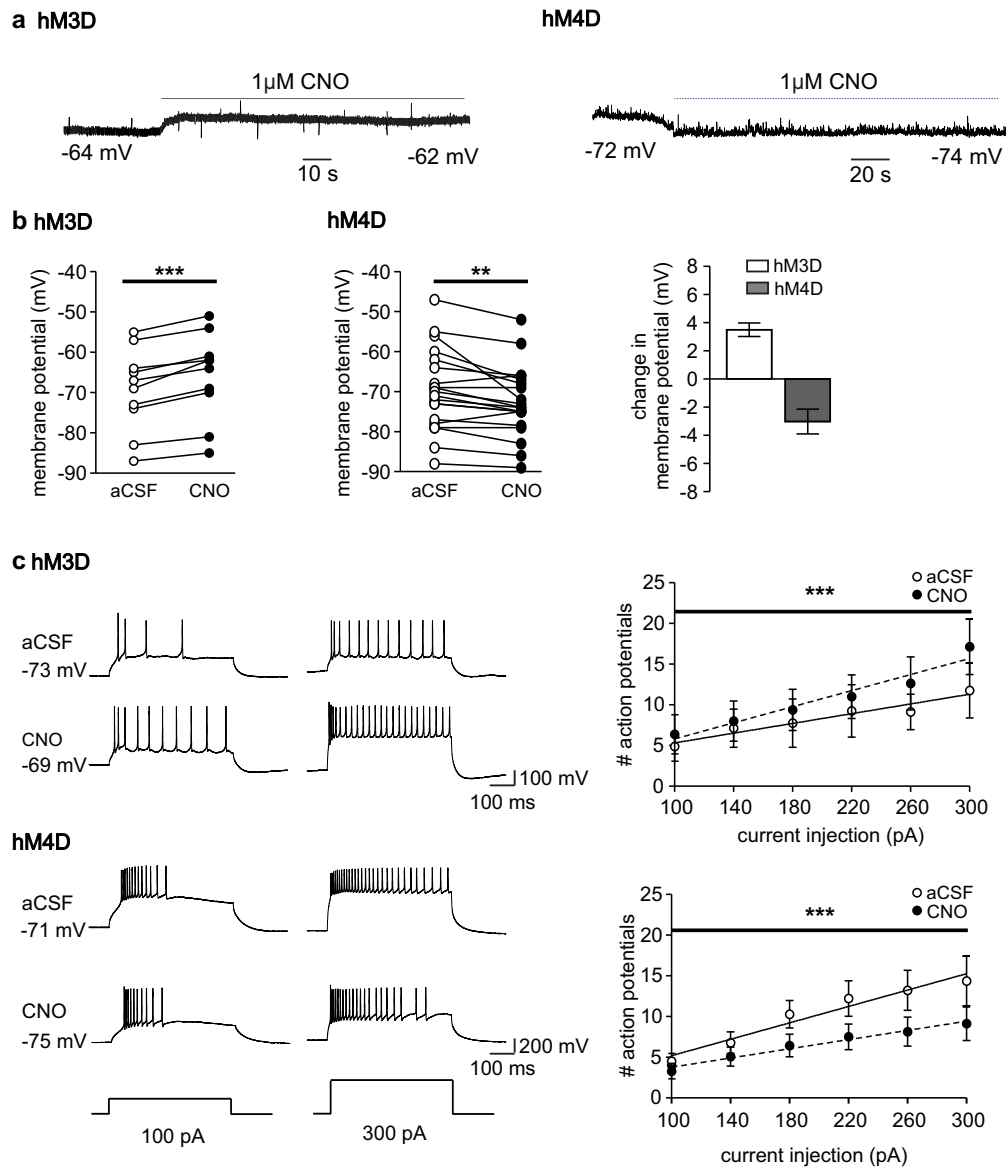 a hM3D
hM4D
1µM CNO
-64 mV
-62 mV
10 s
1µM CNO
-72 mV
-74 mV
20 s
b hM3D
membrane potential (mV)
-40
-50
-60
-70
-80
-90
***
aCSF
CNO
hM4D
membrane potential (mV)
-40
-50
-60
-70
-80
-90
**
aCSF
CNO
change in
membrane potential (mV)
8
6
4
2
0
-2
-4
-6
-8
hM3D
hM4D
c hM3D
aCSF
-73 mV
CNO
-69 mV
100 mV
100 ms
# action potentials
25
20
15
10
5
0
***
aCSF
CNO
100 140 180 220 260 300
current injection (pA)
hM4D
aCSF
-71 mV
CNO
-75 mV
200 mV
100 ms
100 pA
300 pA
# action potentials
25
20
15
10
5
0
***
aCSF
CNO
100 140 180 220 260 300
current injection (pA)